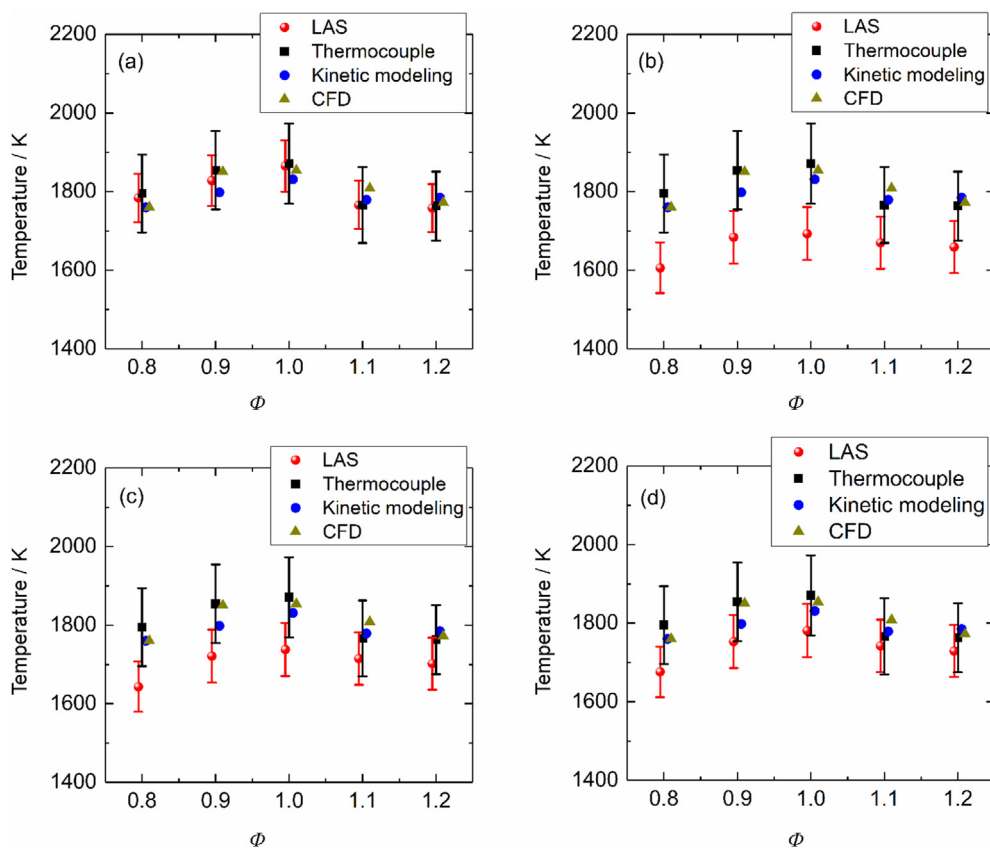 (a)
LAS
Thermocouple
Kinetic modeling
CFD
Temperature / K
2200
2000
1800
1600
1400
0.8 0.9 1.0 1.1 1.2
Φ
(b)
LAS
Thermocouple
Kinetic modeling
CFD
Temperature / K
2200
2000
1800
1600
1400
0.8 0.9 1.0 1.1 1.2
Φ
(c)
LAS
Thermocouple
Kinetic modeling
CFD
Temperature / K
2200
2000
1800
1600
1400
0.8 0.9 1.0 1.1 1.2
Φ
(d)
LAS
Thermocouple
Kinetic modeling
CFD
Temperature / K
2200
2000
1800
1600
1400
0.8 0.9 1.0 1.1 1.2
Φ